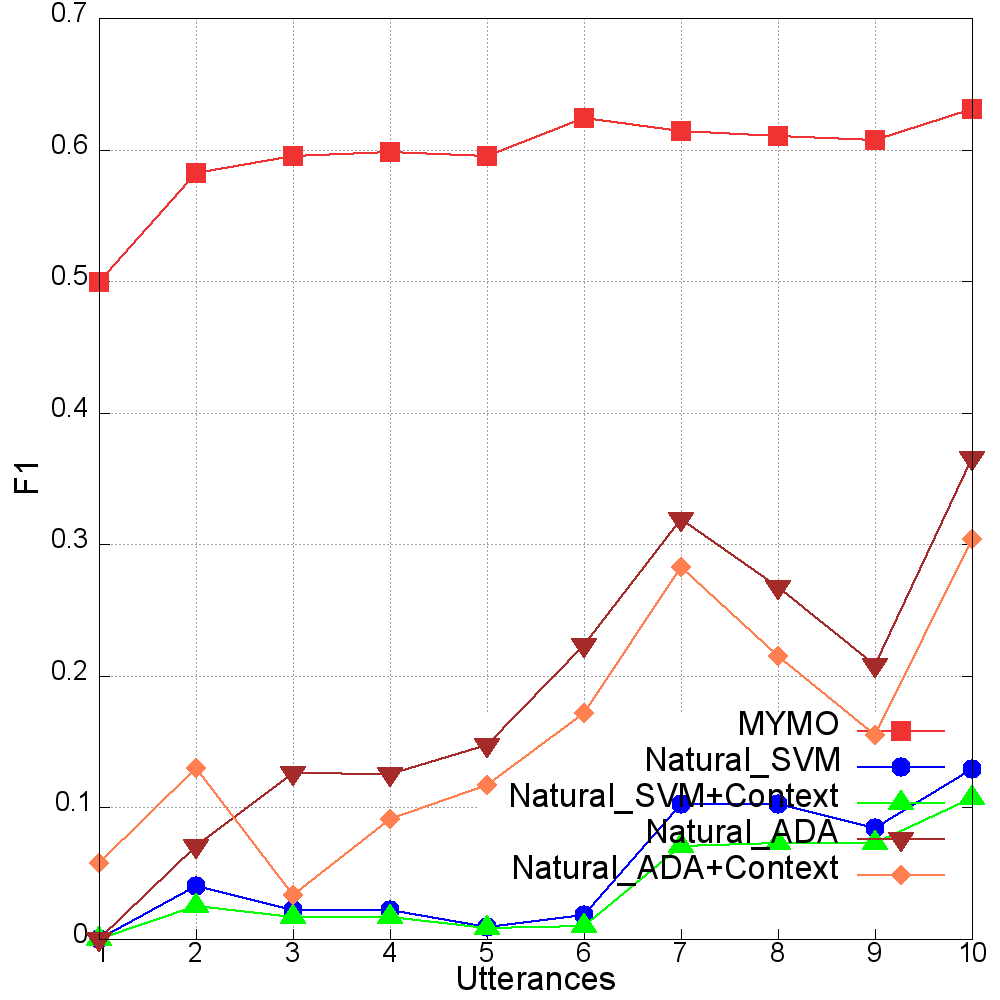 0.7
0.6
0.5
0.4
0.3
0.2
0.1
0
F1
MYMO
Natural_SVM
Natural_SVM+Context
Natural_ADA
Natural_ADA+Context
1 2 3 4 5 6 7 8 9 10
Utterances